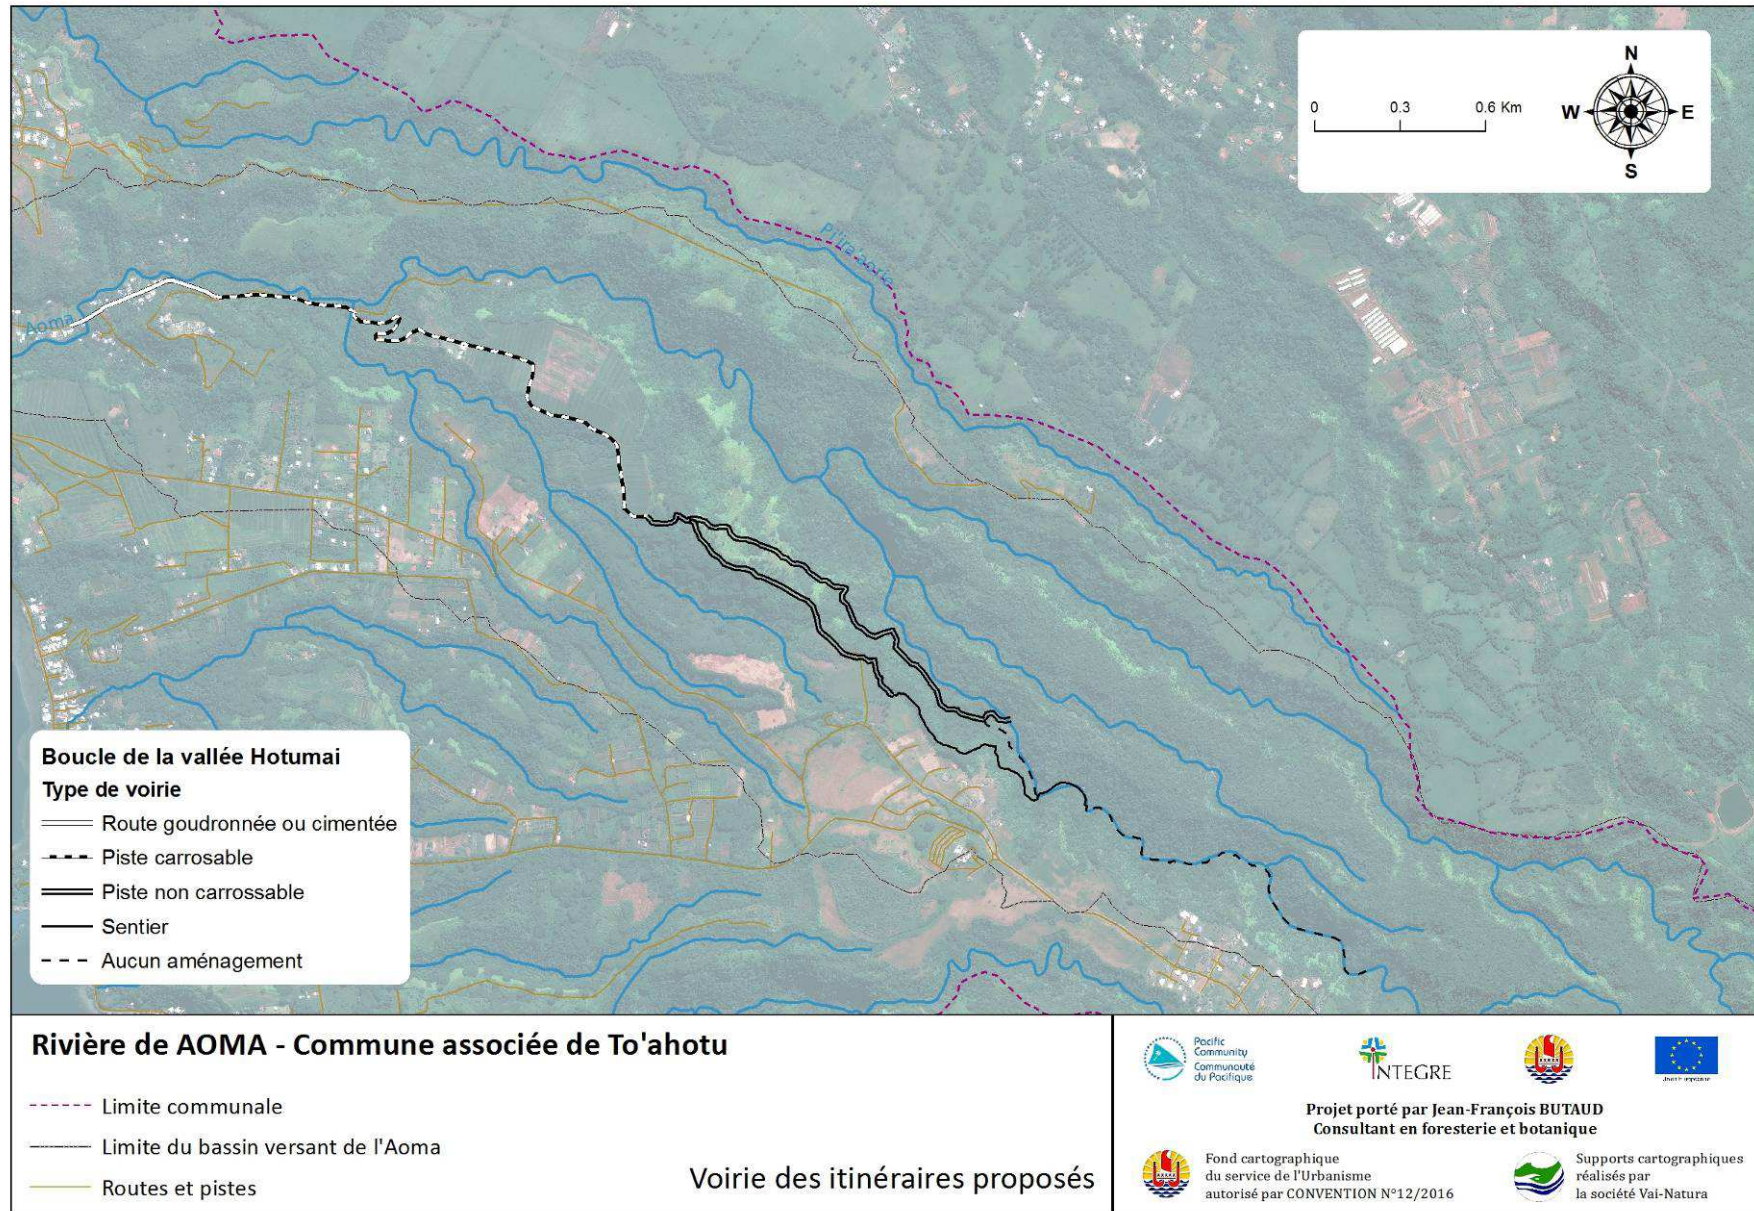 N
W
E
S
0
0.3
0.6 Km
Aoma
Boucle de la vallée Hotumai
Type de voirie
Route goudronnée ou cimentée
Piste carrosable
Piste non carrossable
Sentier
Aucun aménagement
Rivière de AOMA - Commune associée de To'ahotu
Limite communale
Limite du bassin versant de l'Aoma
Routes et pistes
Voirie des itinéraires proposés
Pacific
Community
Communauté
du Pacifique
INTEGRE
Projet porté par Jean-François BUTAUD
Consultant en foresterie et botanique
Fond cartographique
du service de l'Urbanisme
autorisé par CONVENTION N°12/2016
Supports cartographiques
réalisés par
la société Vai-Natura